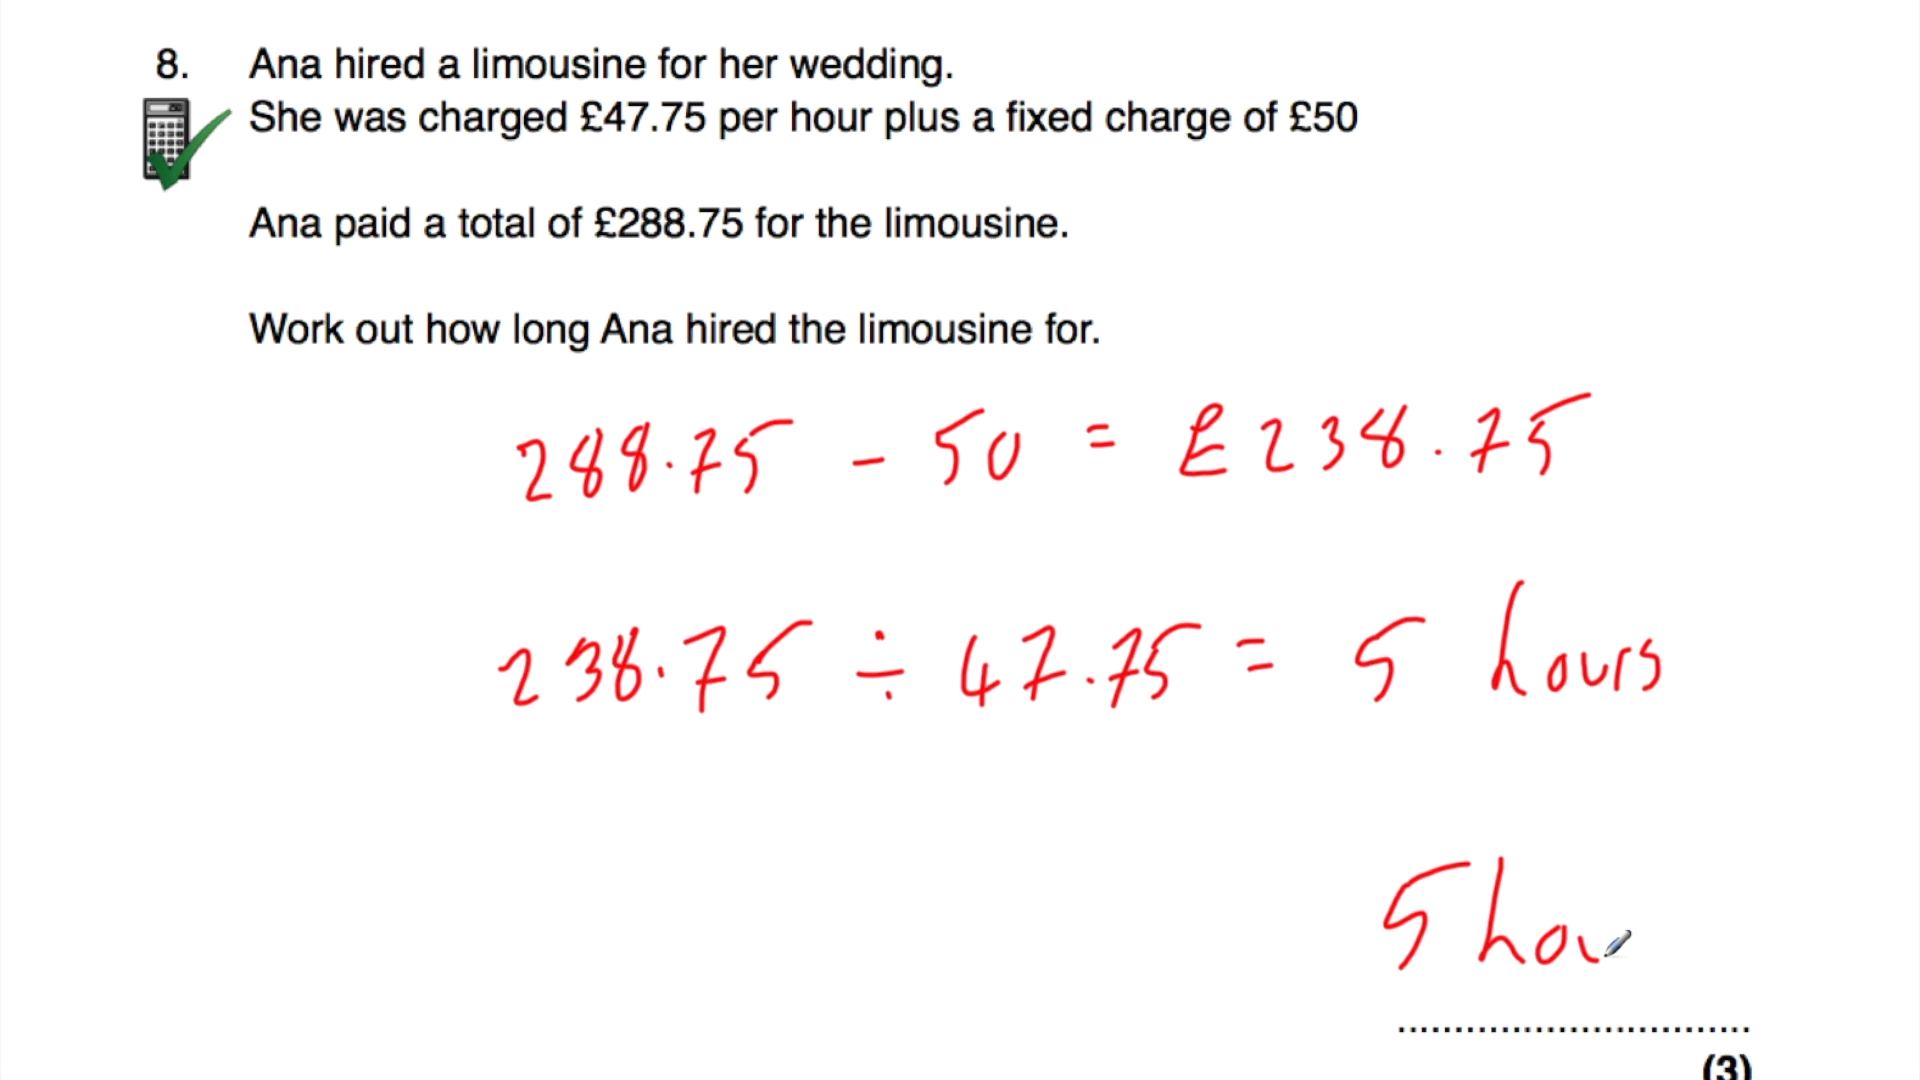 8. Ana hired a limousine for her wedding.
She was charged £47.75 per hour plus a fixed charge of £50
Ana paid a total of £288.75 for the limousine.
Work out how long Ana hired the limousine for.
288.75 - 50 = £238.75
238.75 ÷ 47.75 = 5 hours
5 hou
..............................
(3)